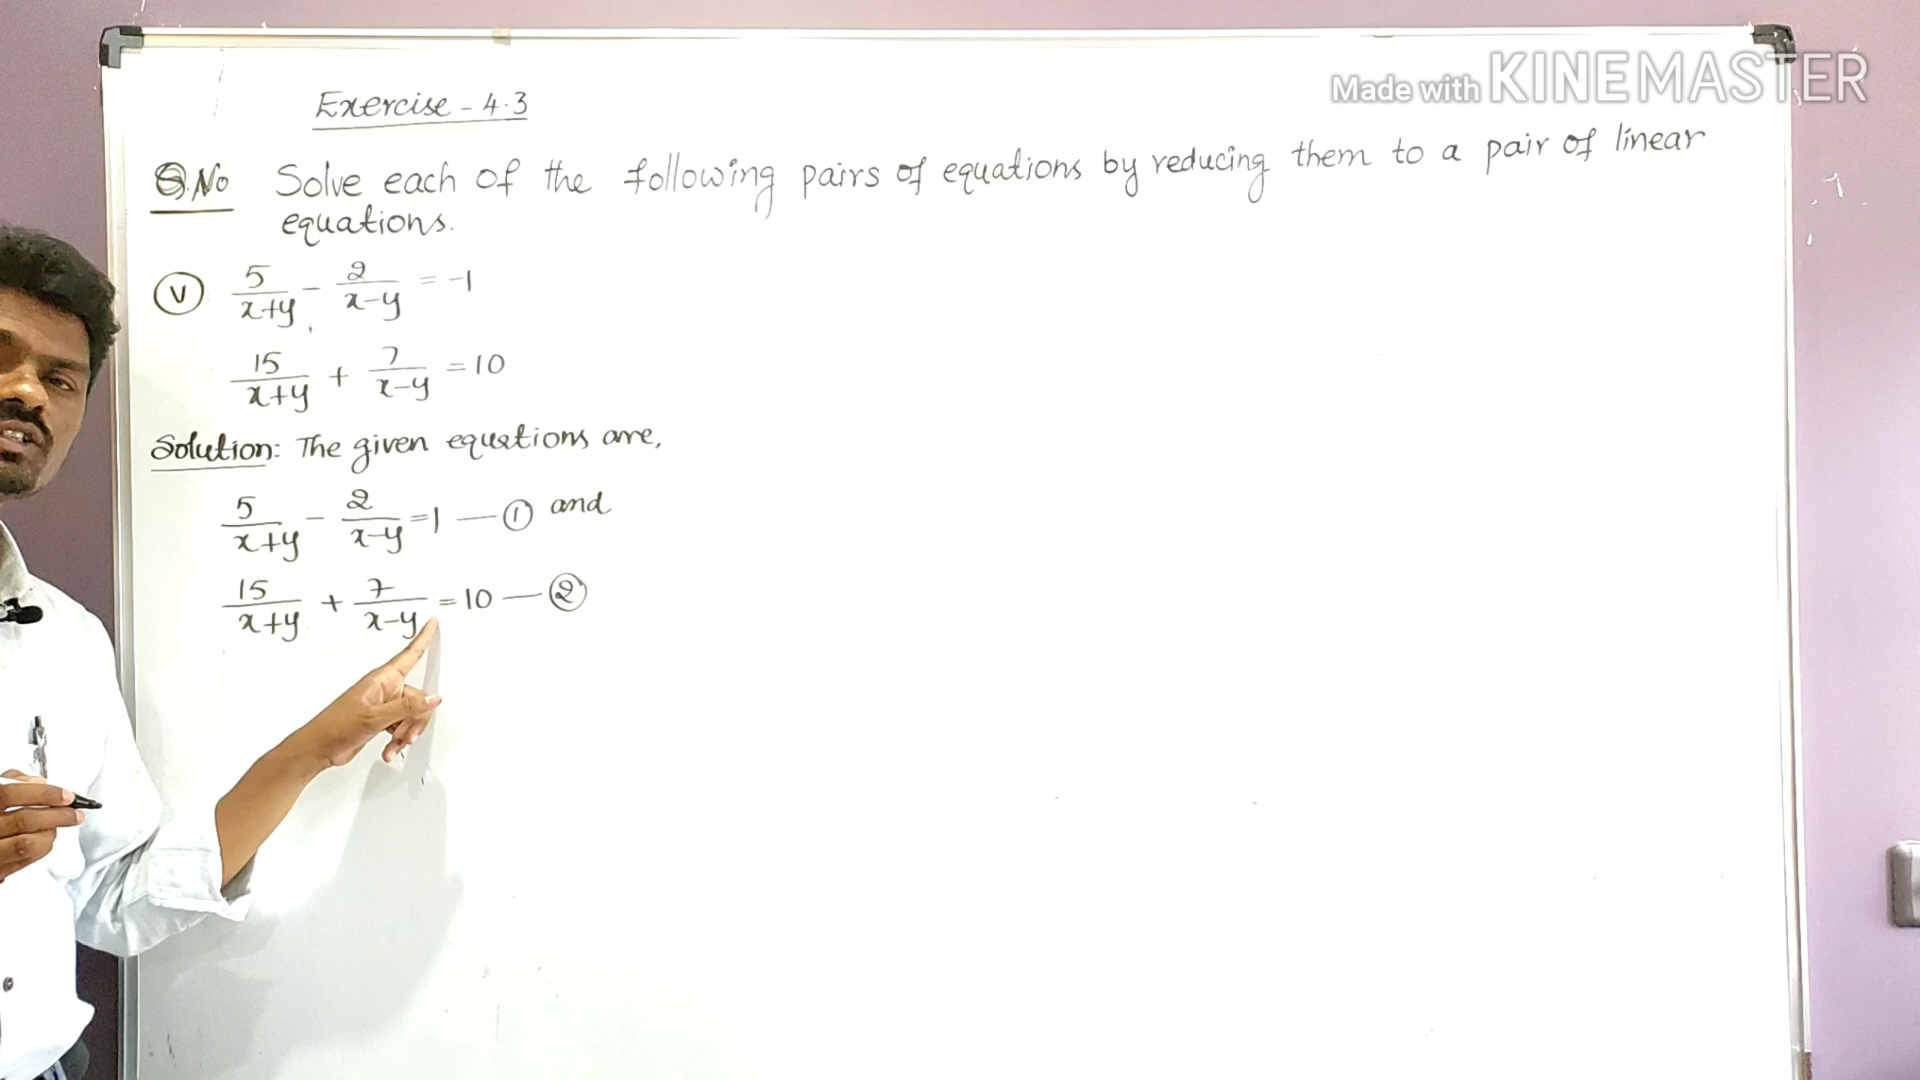 Made with KINEMASTER
Exercise - 4.3
Q.No Solve each of the following pairs of equations by reducing them to a pair of linear
equations.
(v) 5/(x+y) - 2/(x-y) = -1
15/(x+y) + 7/(x-y) = 10
Solution: The given equations are,
5/(x+y) - 2/(x-y) = 1 — ① and
15/(x+y) + 7/(x-y) = 10 — ②